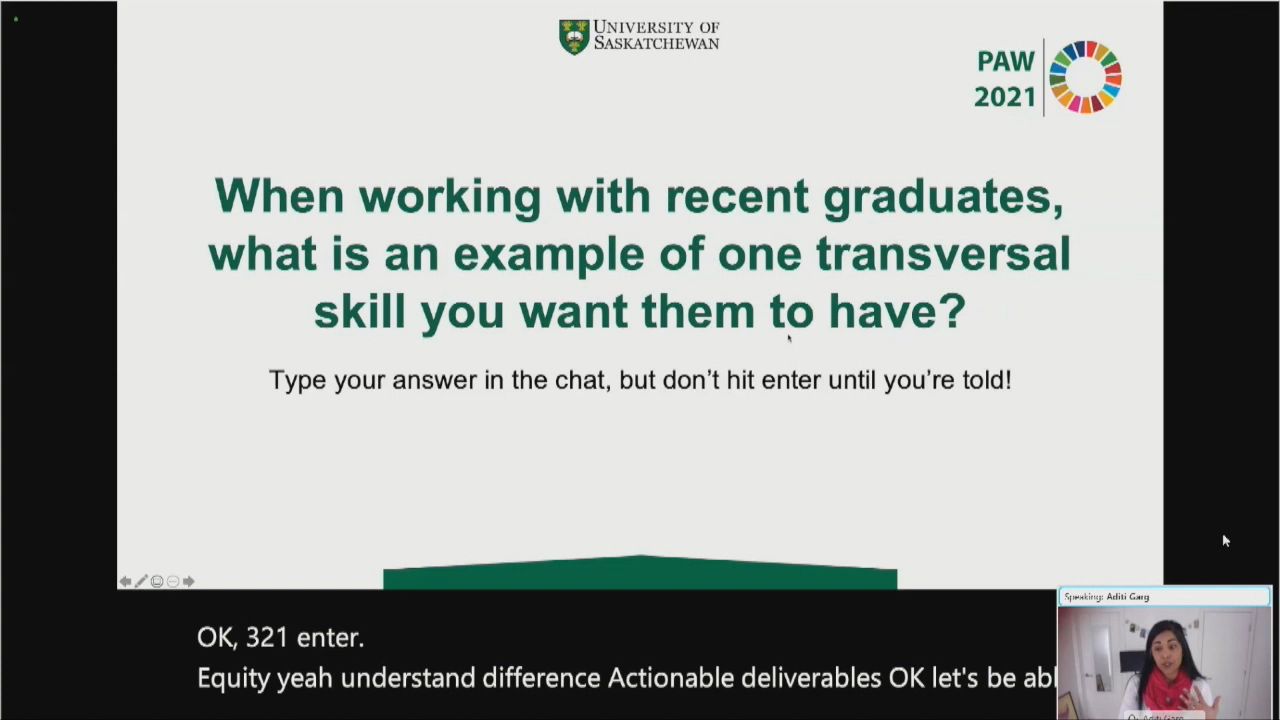 UNIVERSITY OF
SASKATCHEWAN
PAW
2021
When working with recent graduates,
what is an example of one transversal
skill you want them to have?
Type your answer in the chat, but don't hit enter until you're told!
OK, 321 enter.
Equity yeah understand difference Actionable deliverables OK let's be abl
Speaking: Aditi Garg
Aditi Garg